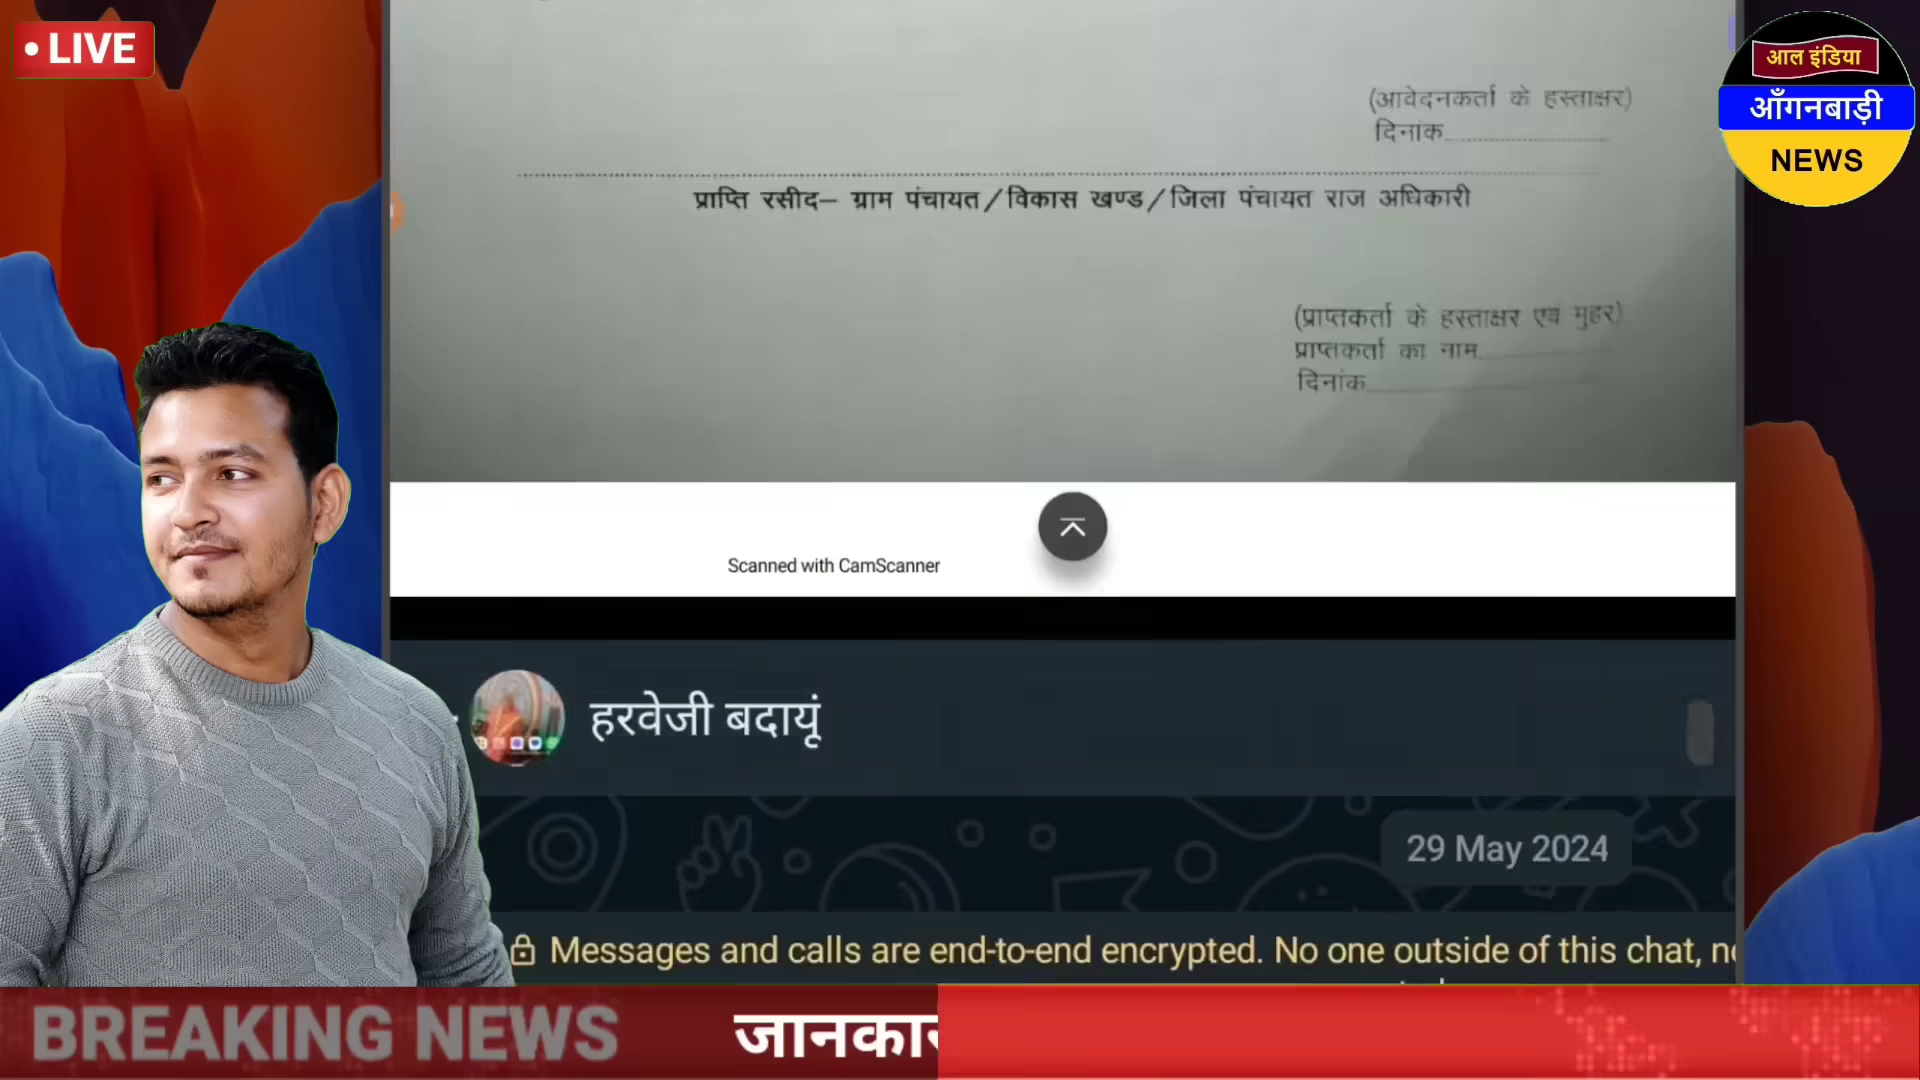 • LIVE
आल इंडिया
आँगनबाड़ी
NEWS
(आवेदनकर्ता के हस्ताक्षर)
दिनांक
प्राप्ति रसीद– ग्राम पंचायत/विकास खण्ड/जिला पंचायत राज अधिकारी
(प्राप्तकर्ता के हस्ताक्षर एवं मुहर)
प्राप्तकर्ता का नाम
दिनांक
Scanned with CamScanner
हरवेजी बदायूं
29 May 2024
Messages and calls are end-to-end encrypted. No one outside of this chat,
BREAKING NEWS